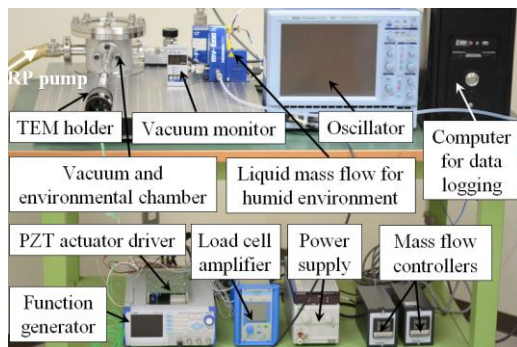 RP pump
TEM holder
Vacuum monitor
Oscillator
Computer
for data
logging
Vacuum and
environmental chamber
Liquid mass flow for
humid environment
PZT actuator driver
Load cell
amplifier
Power
supply
Mass flow
controllers
Function
generator